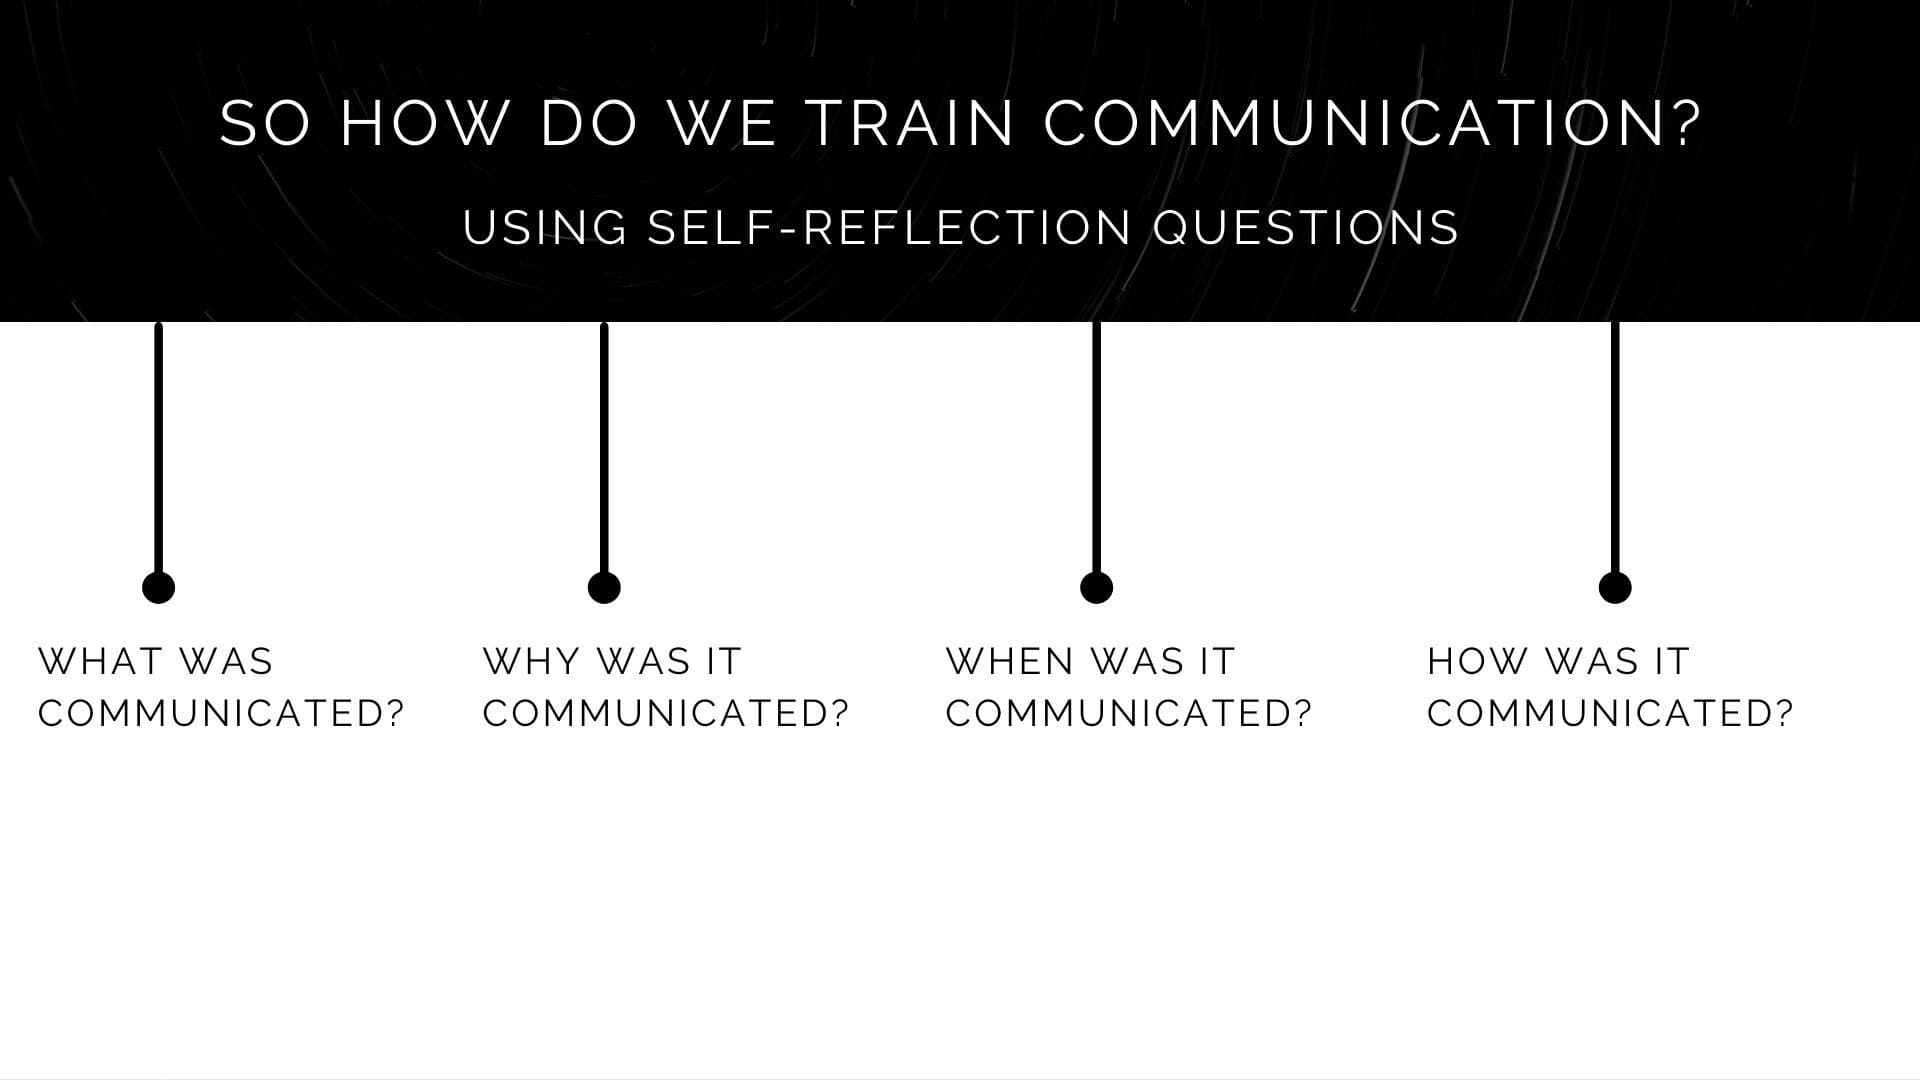 SO HOW DO WE TRAIN COMMUNICATION?
USING SELF-REFLECTION QUESTIONS
WHAT WAS
COMMUNICATED?
WHY WAS IT
COMMUNICATED?
WHEN WAS IT
COMMUNICATED?
HOW WAS IT
COMMUNICATED?